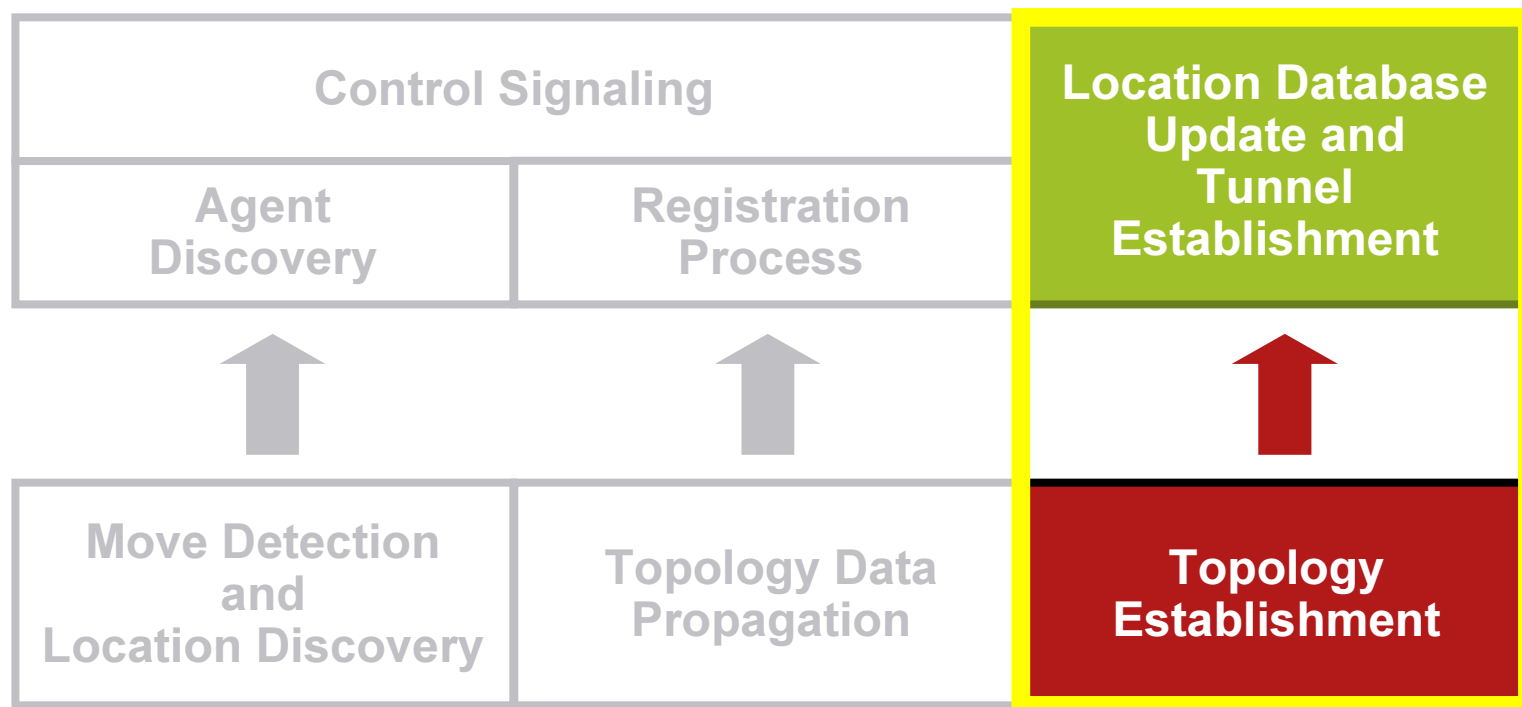 Control Signaling
Location Database
Update and
Tunnel
Establishment
Agent
Discovery
Registration
Process
Move Detection
and
Location Discovery
Topology Data
Propagation
Topology
Establishment